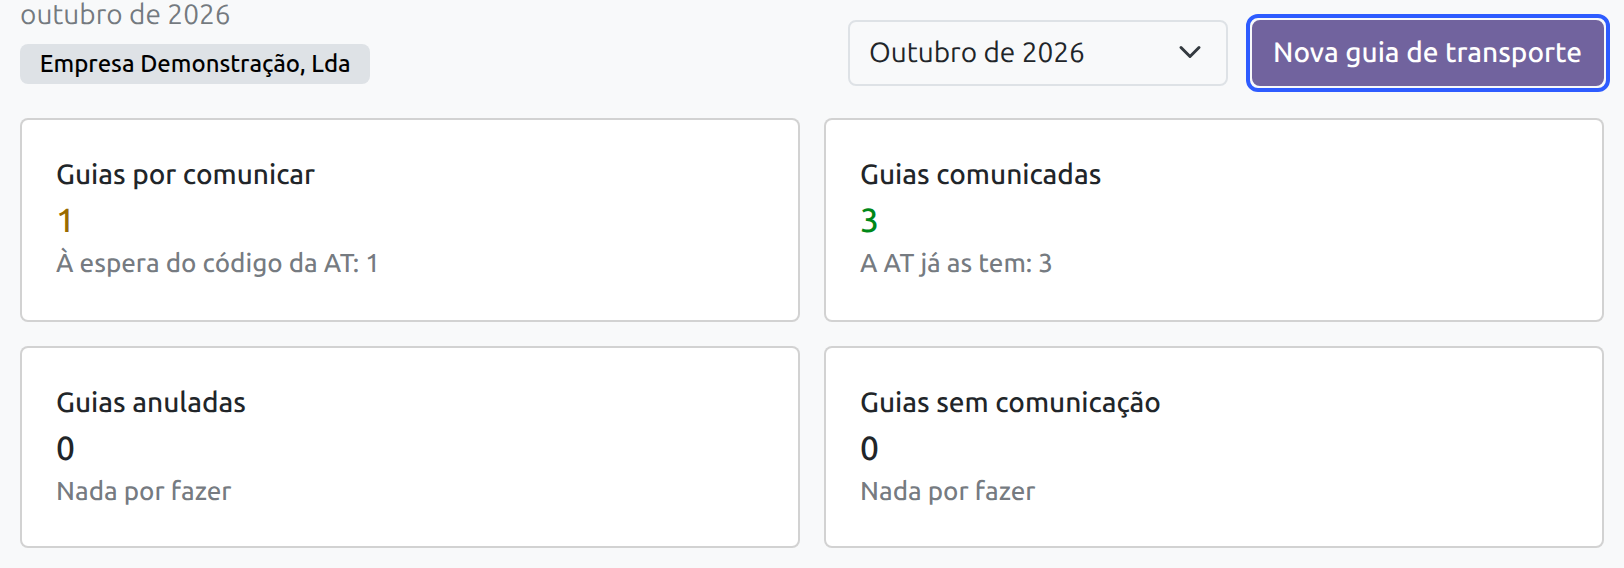 outubro de 2026
Empresa Demonstração, Lda
Outubro de 2026
Nova guia de transporte
Guias por comunicar
1
À espera do código da AT: 1
Guias comunicadas
3
A AT já as tem: 3
Guias anuladas
0
Nada por fazer
Guias sem comunicação
0
Nada por fazer